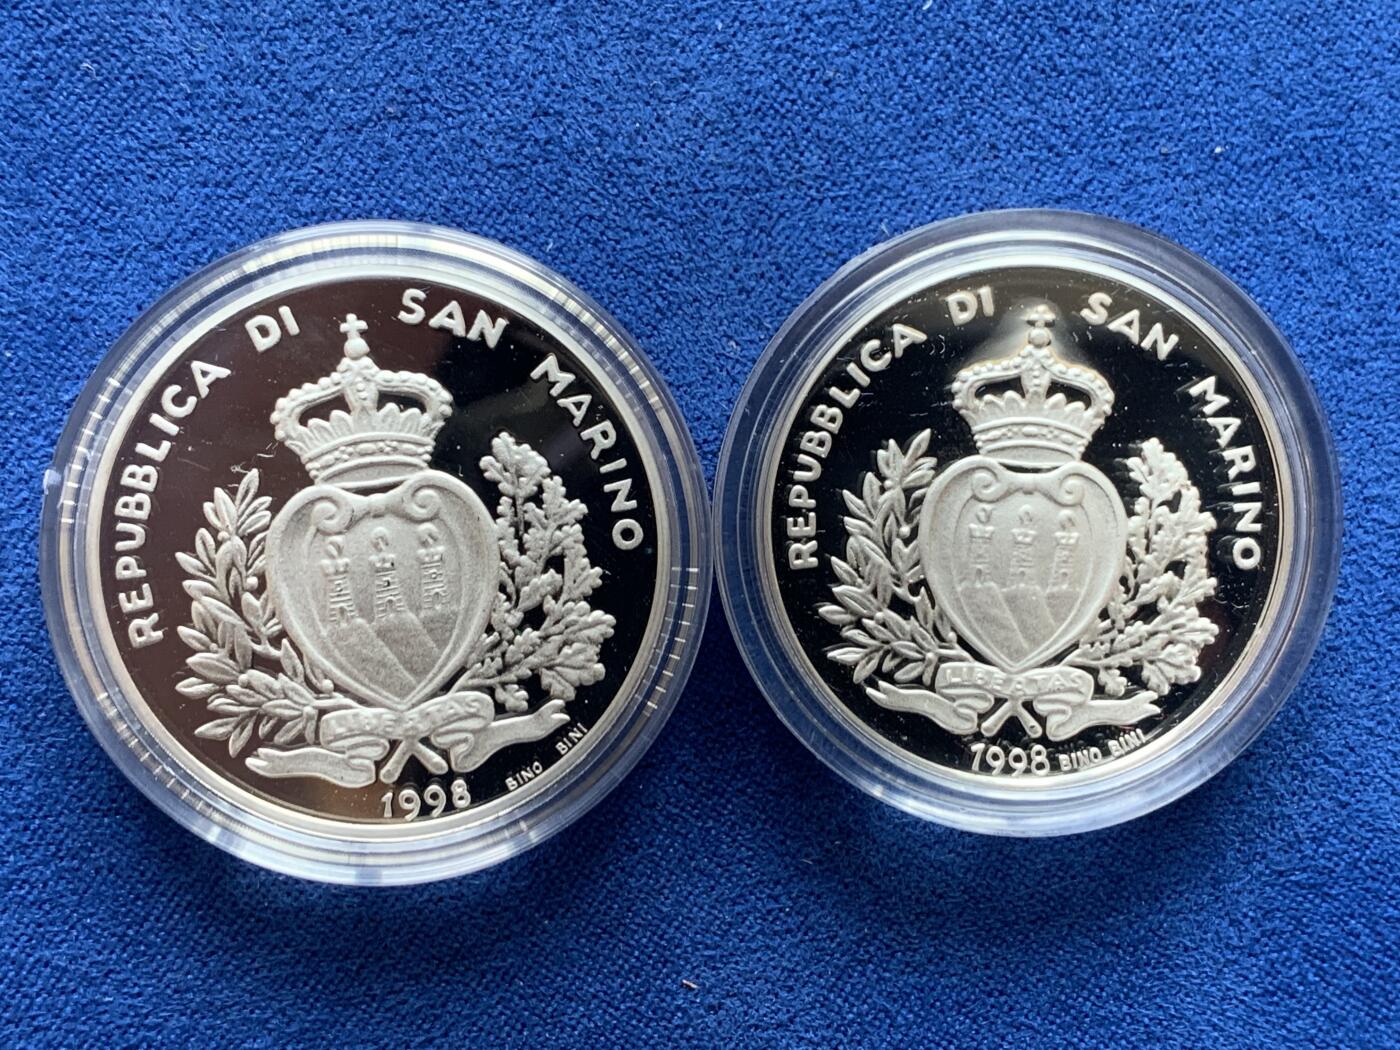 REPUBBLICA DI SAN MARINO
LIBERTAS
1998
BINO BINI
REPUBBLICA DI SAN MARINO
LIBERTAS
1998 BINO BINI